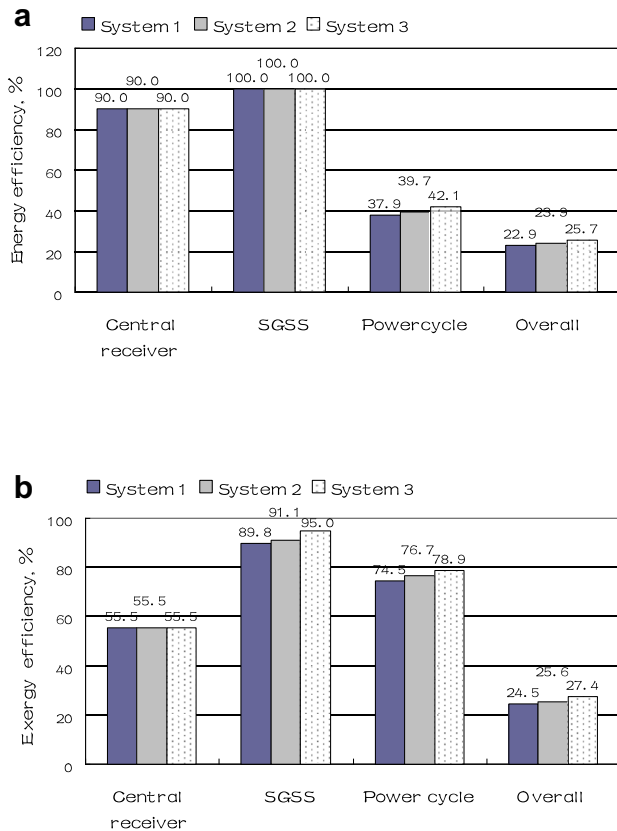 a
System 1 System 2 System 3
Energy efficiency, %
120
100
80
60
40
20
0
90.0 90.0 90.0
100.0 100.0 100.0
37.9 39.7 42.1
22.9 23.9 25.7
Central receiver
SGSS
Powercycle
Overall
b
System 1 System 2 System 3
Exergy efficiency, %
100
80
60
40
20
0
55.5 55.5 55.5
89.8 91.1 95.0
74.5 76.7 78.9
24.5 25.6 27.4
Central receiver
SGSS
Power cycle
Overall